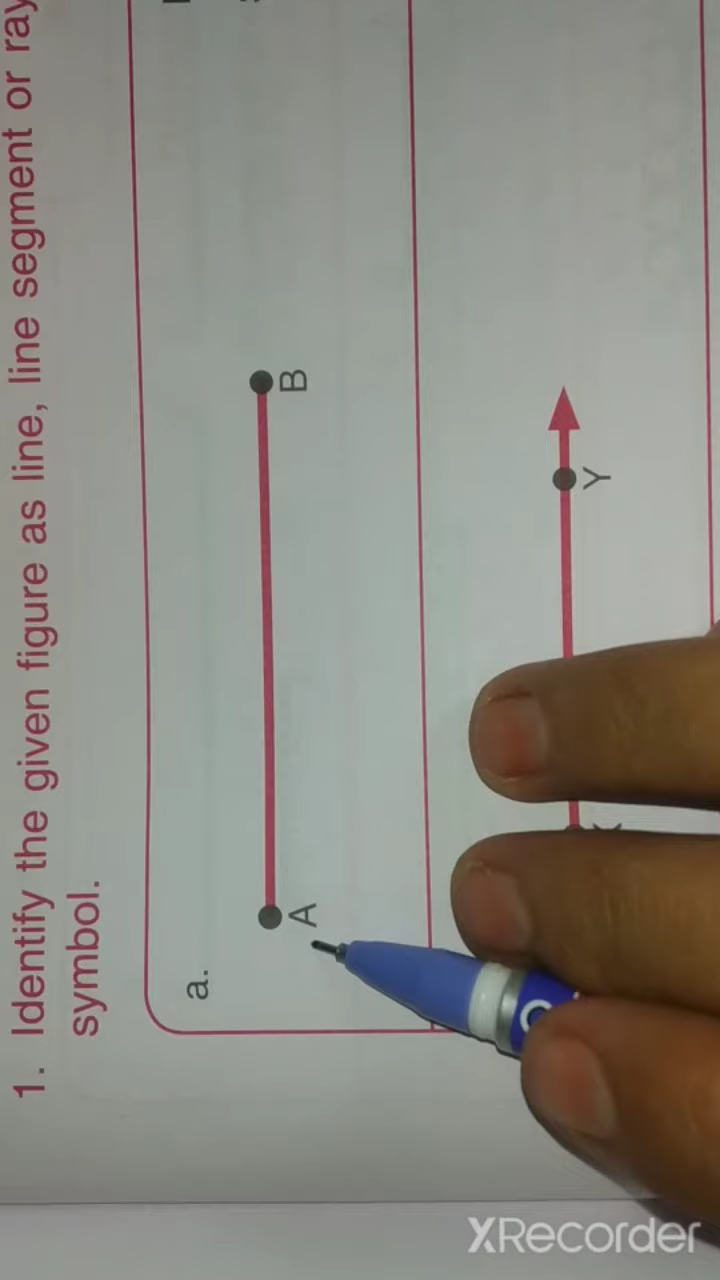 1. Identify the given figure as line, line segment or ray
symbol.
a.
A B
Y
XRecorder